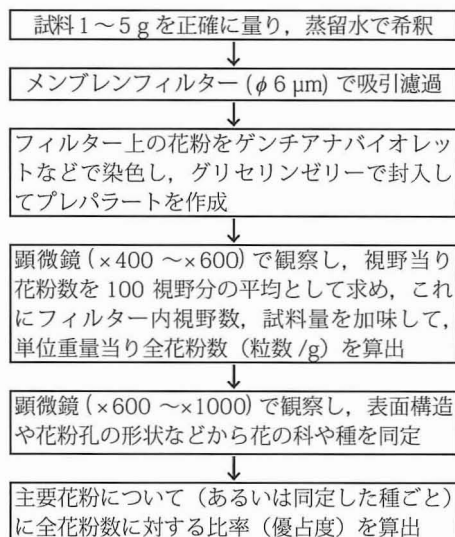 試料1～5gを正確に量り，蒸留水で希釈
メンブレンフィルター(φ6μm)で吸引濾過
フィルター上の花粉をゲンチアナバイオレッ
トなどで染色し，グリセリンゼリーで封入し
てプレパラートを作成
顕微鏡(×400～×600)で観察し，視野当り
花粉数を100視野分の平均として求め，これ
にフィルター内視野数，試料量を加味して，
単位重量当り全花粉数（粒数/g）を算出
顕微鏡(×600～×1000)で観察し，表面構造
や花粉孔の形状などから花の科や種を同定
主要花粉について（あるいは同定した種ごと）
に全花粉数に対する比率（優占度）を算出